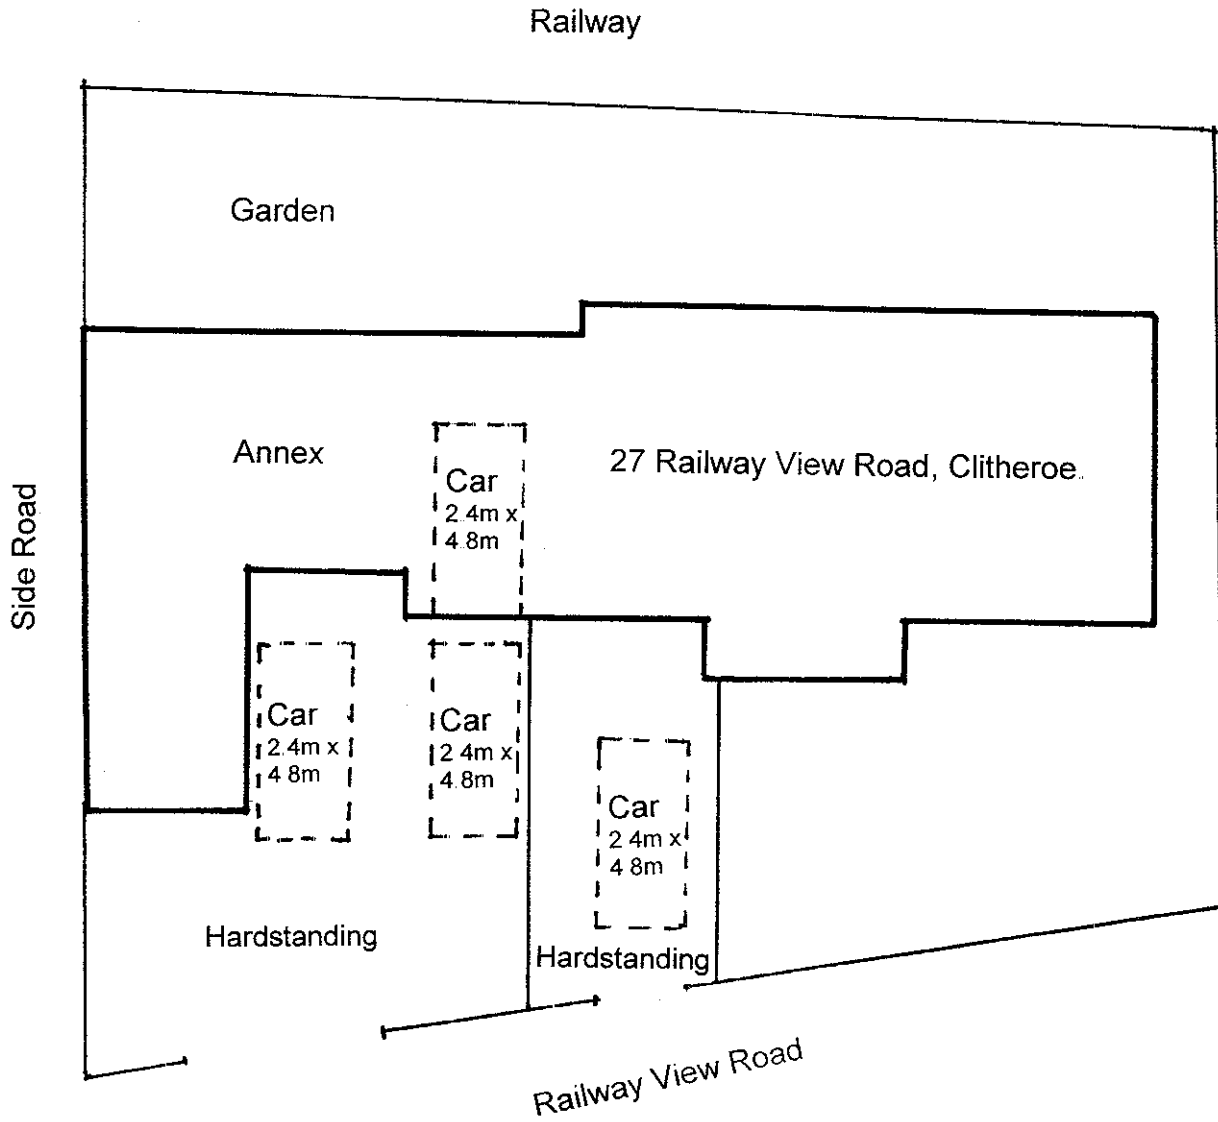 Railway
Garden
Annex
27 Railway View Road, Clitheroe.
Car
2.4m x
4.8m
Side Road
Car
2.4m x
4.8m
Car
2.4m x
4.8m
Car
2.4m x
4.8m
Hardstanding
Hardstanding
Railway View Road